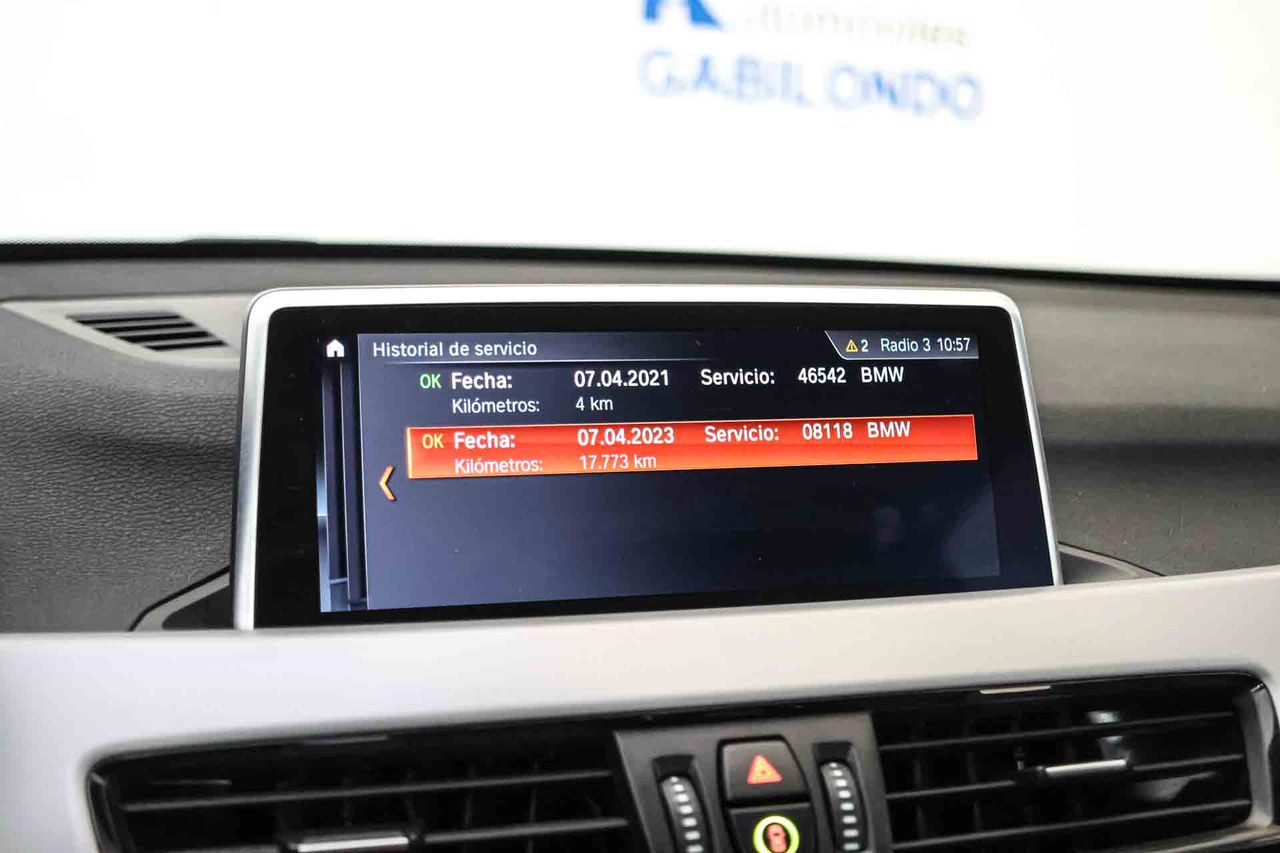 GABILONDO
Historial de servicio
2 Radio 3 10:57
OK Fecha: 07.04.2021 Servicio: 46542 BMW
Kilómetros: 4 km
OK Fecha: 07.04.2023 Servicio: 08118 BMW
Kilómetros: 17.773 km